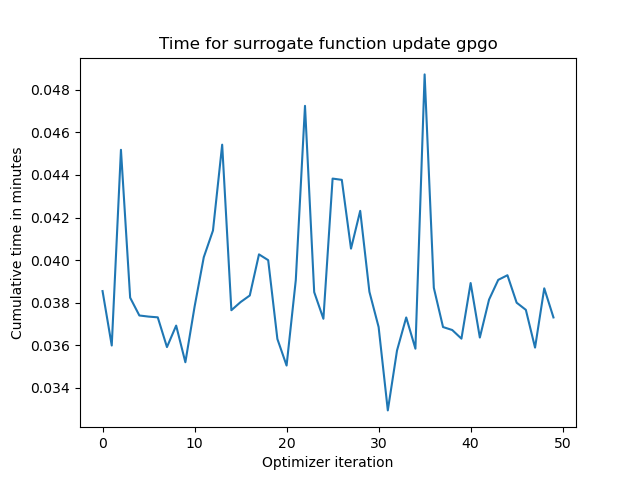 Time for surrogate function update gpgo
0.048
0.046
0.044
0.042
0.040
0.038
0.036
0.034
Cumulative time in minutes
0 10 20 30 40 50
Optimizer iteration